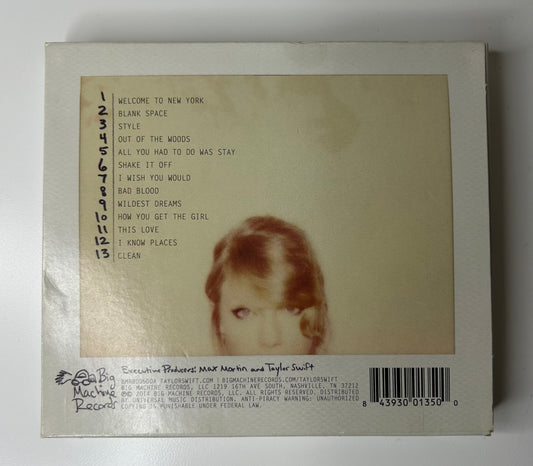 1 WELCOME TO NEW YORK
2 BLANK SPACE
3 STYLE
4 OUT OF THE WOODS
5 ALL YOU HAD TO DO WAS STAY
6 SHAKE IT OFF
7 I WISH YOU WOULD
8 BAD BLOOD
9 WILDEST DREAMS
10 HOW YOU GET THE GIRL
11 THIS LOVE
12 I KNOW PLACES
13 CLEAN
Executive Producers: Max Martin and Taylor Swift
Big
Machine
Records
BMRBD0500A TAYLORSWIFT.COM | BIGMACHINERECORDS.COM/TAYLORSWIFT
BIG MACHINE RECORDS, LLC 1219 16TH AVE SOUTH, NASHVILLE, TN 37212
℗© 2014 BIG MACHINE RECORDS, LLC. ALL RIGHTS RESERVED. DISTRIBUTED
BY UNIVERSAL MUSIC DISTRIBUTION. ANTI-PIRACY WARNING: UNAUTHORIZED
COPYING IS PUNISHABLE UNDER FEDERAL LAW.
8 43930 01350 0